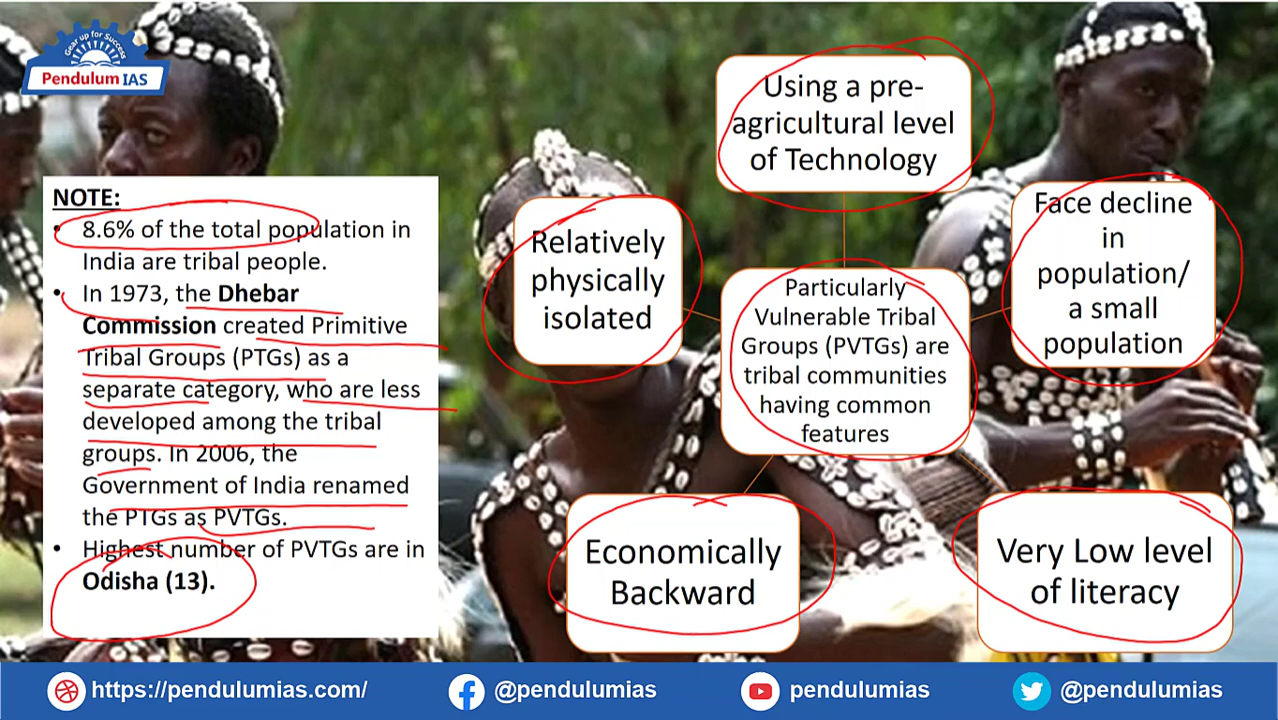 Gear up for Success
Pendulum IAS
NOTE:
• 8.6% of the total population in
India are tribal people.
• In 1973, the Dhebar
Commission created Primitive
Tribal Groups (PTGs) as a
separate category, who are less
developed among the tribal
groups. In 2006, the
Government of India renamed
the PTGs as PVTGs.
• Highest number of PVTGs are in
Odisha (13).
Using a pre-
agricultural level
of Technology
Relatively
physically
isolated
Face decline
in
population/
a small
population
Particularly
Vulnerable Tribal
Groups (PVTGs) are
tribal communities
having common
features
Economically
Backward
Very Low level
of literacy
https://pendulumias.com/
@pendulumias
pendulumias
@pendulumias